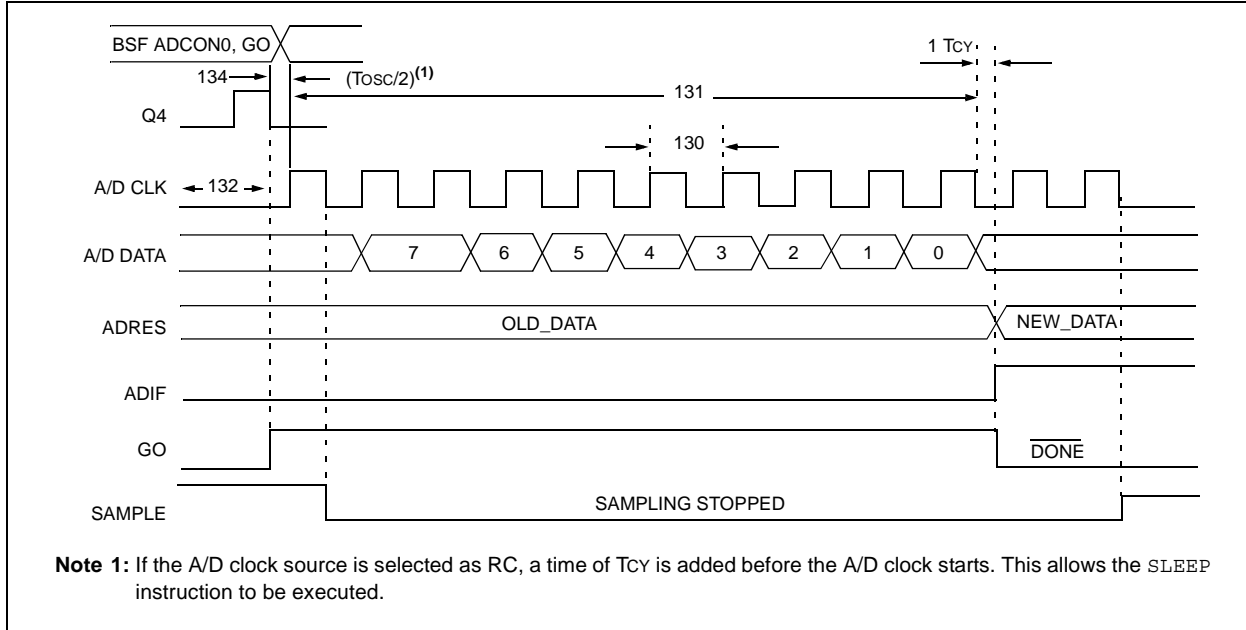 BSF ADCON0, GO
1 TCY
134
(TOSC/2)(1)
131
Q4
130
A/D CLK
132
A/D DATA
7 6 5 4 3 2 1 0
ADRES
OLD_DATA
NEW_DATA
ADIF
GO
DONE
SAMPLE
SAMPLING STOPPED
Note 1: If the A/D clock source is selected as RC, a time of TCY is added before the A/D clock starts. This allows the SLEEP
instruction to be executed.